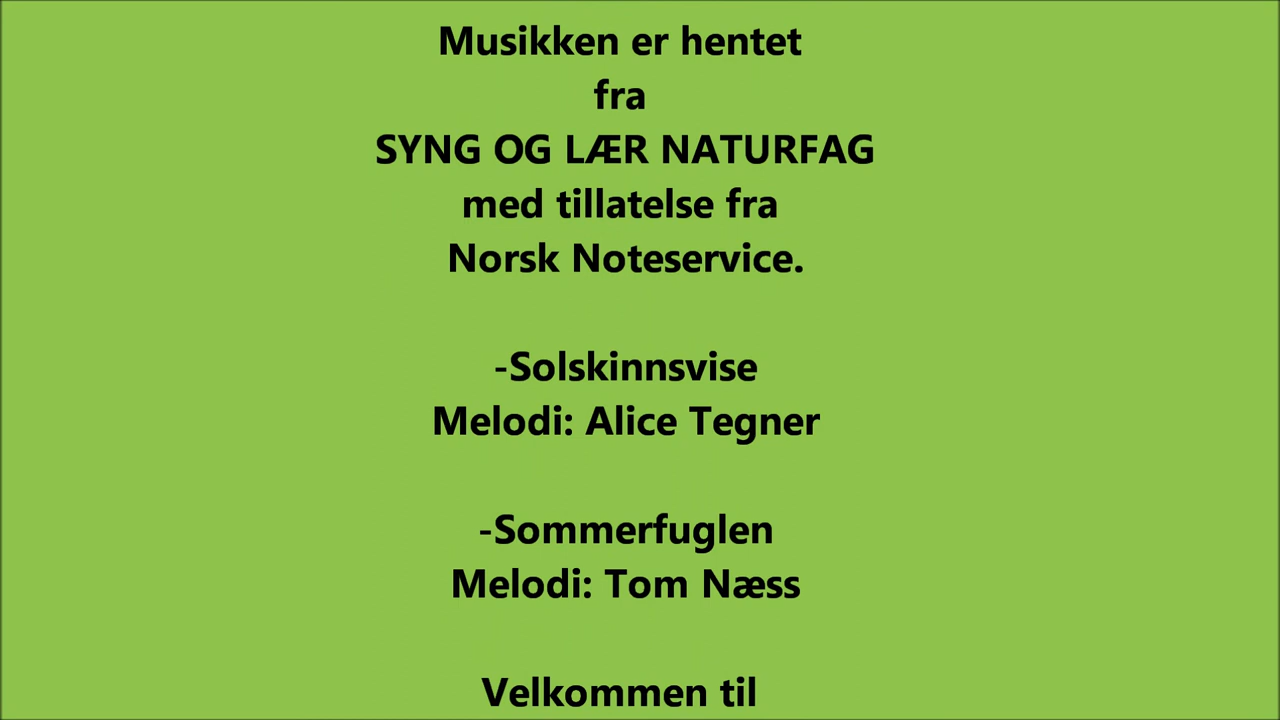 Musikken er hentet
fra
SYNG OG LÆR NATURFAG
med tillatelse fra
Norsk Noteservice.
-Solskinnsvise
Melodi: Alice Tegner
-Sommerfuglen
Melodi: Tom Næss
Velkommen til